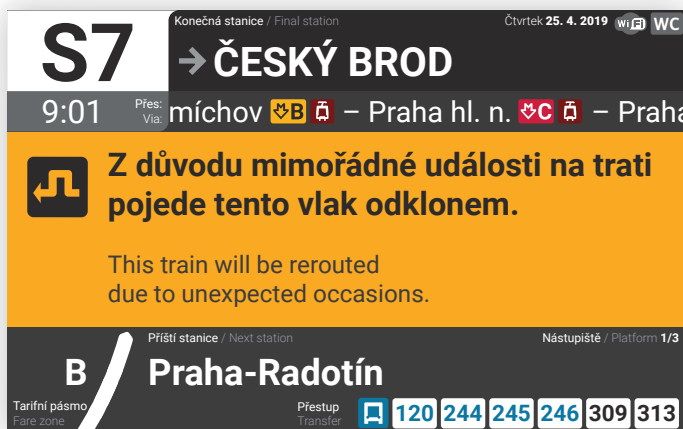 S7
Konečná stanice / Final station
Čtvrtek 25. 4. 2019 WiFi WC
ČESKÝ BROD
9:01
Přes:
Via:
míchov B – Praha hl. n. C – Praha
Z důvodu mimořádné události na trati
pojede tento vlak odklonem.
This train will be rerouted
due to unexpected occasions.
Příští stanice / Next station
Nástupiště / Platform 1/3
B
Praha-Radotín
Tarifní pásmo
Fare zone
Přestup
Transfer
120 244 245 246 309 313